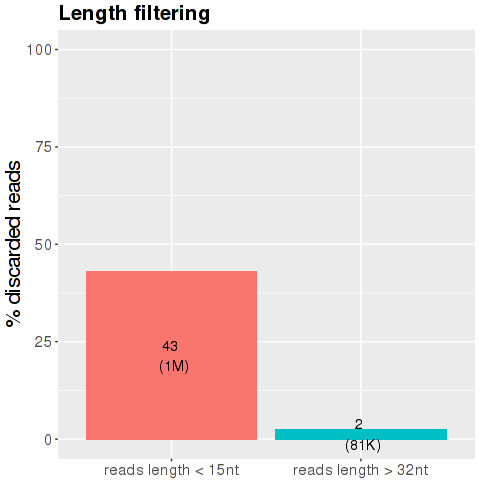 Length filtering
% discarded reads
100
75
50
25
0
43
(1M)
2
(81K)
reads length < 15nt
reads length > 32nt